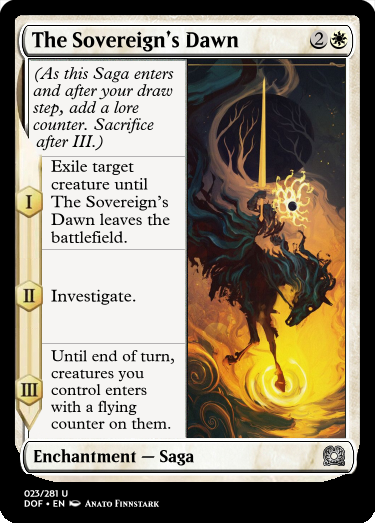 The Sovereign's Dawn 2
(As this Saga enters
and after your draw
step, add a lore
counter. Sacrifice
after III.)
I
Exile target
creature until
The Sovereign's
Dawn leaves the
battlefield.
II
Investigate.
III
Until end of turn,
creatures you
control enters
with a flying
counter on them.
Enchantment — Saga
023/281 U
DOF • EN Anato Finnstark